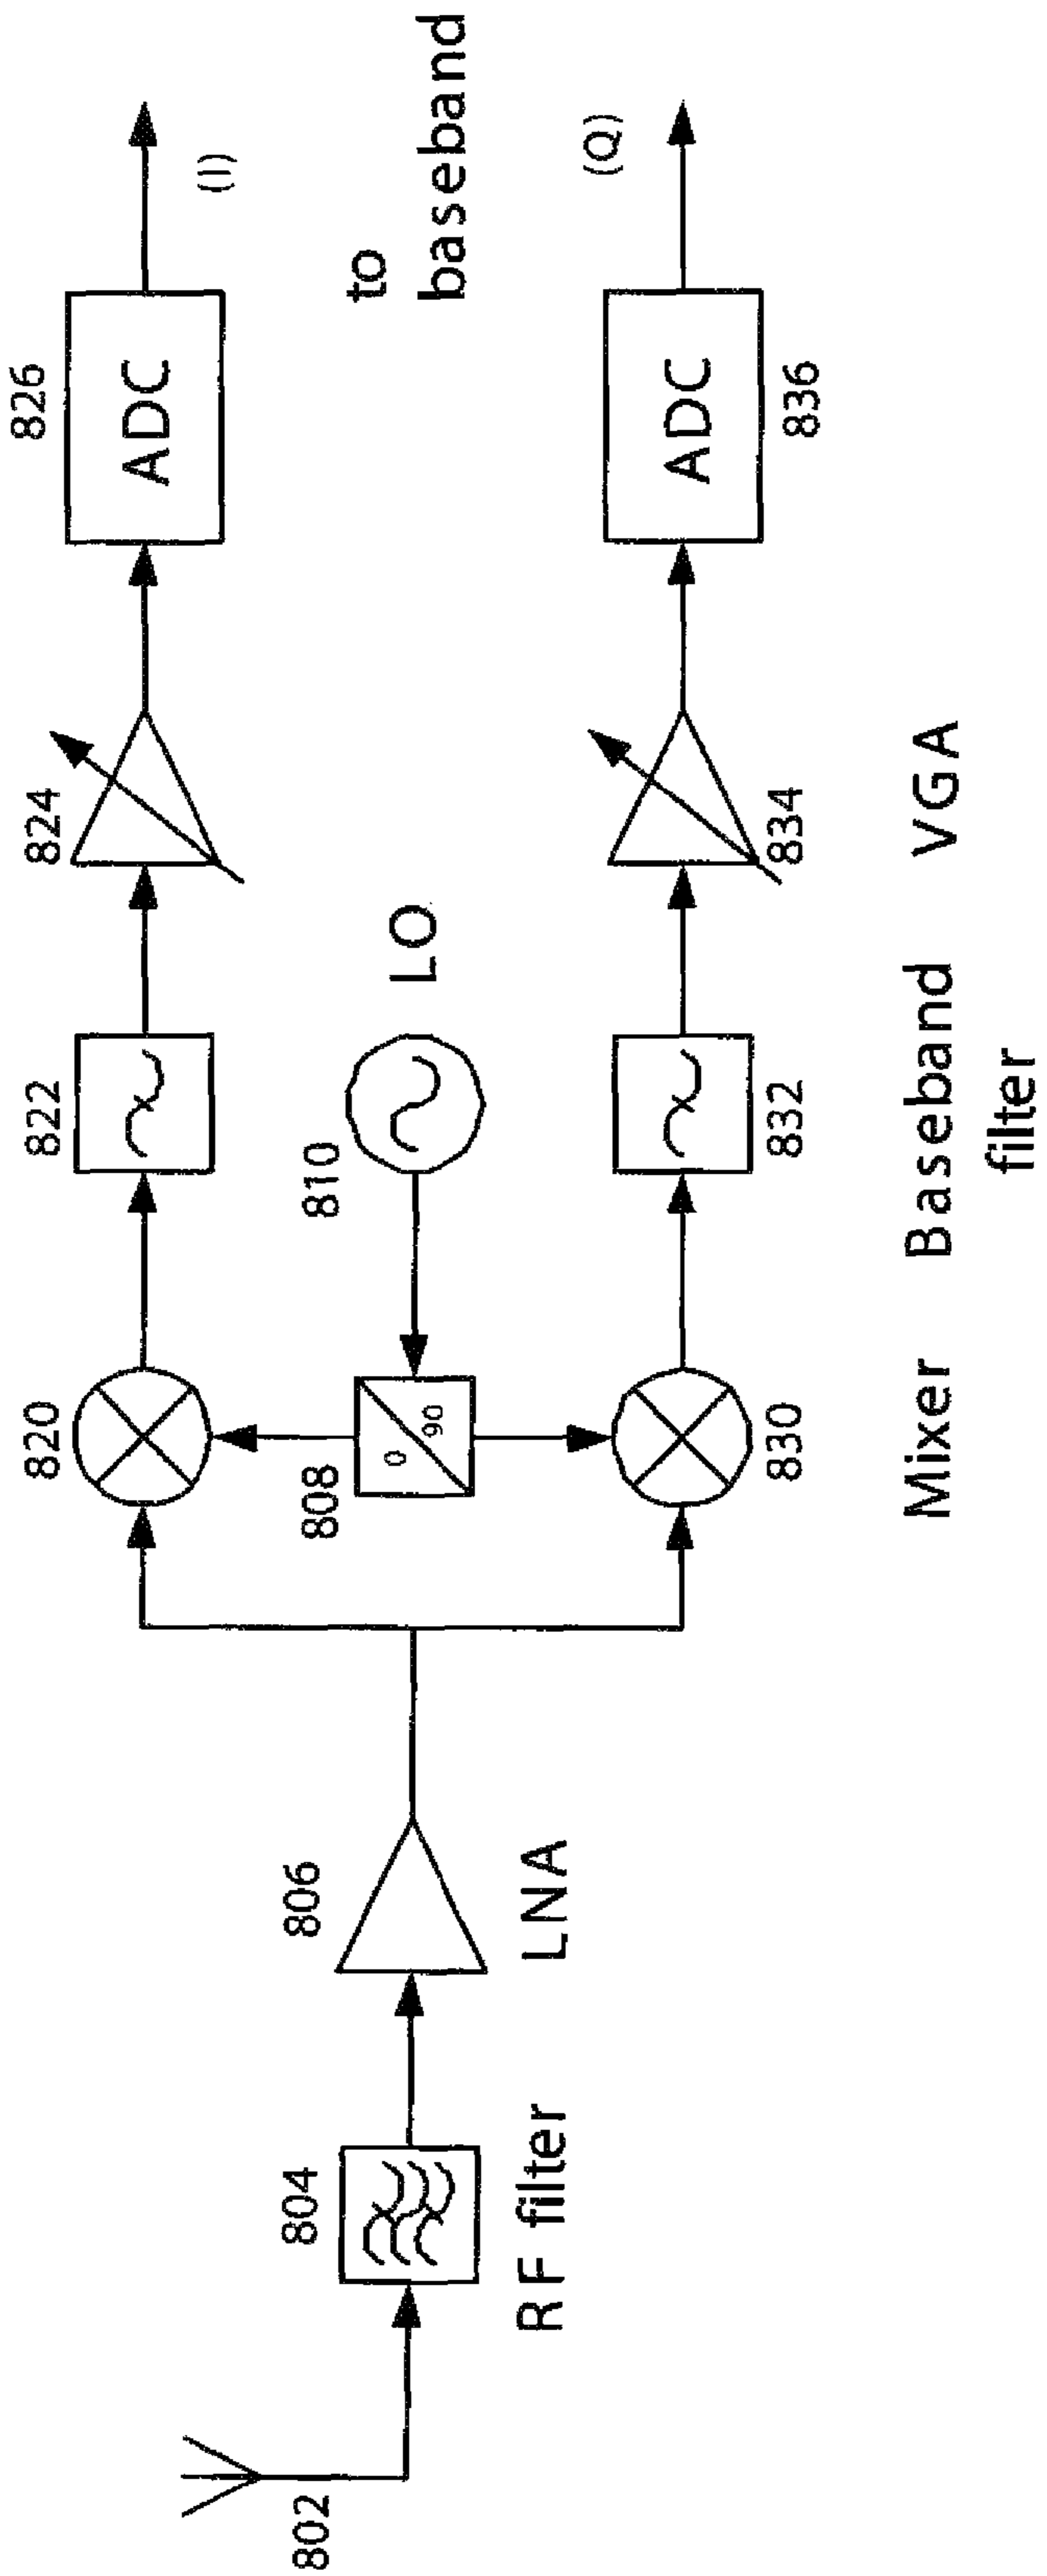 802
804
RF filter
806
LNA
808
0
90
810
LO
820
822
824
826
ADC
(I)
to
baseband
830
832
834
836
ADC
(Q)
Mixer
Baseband
filter
VGA